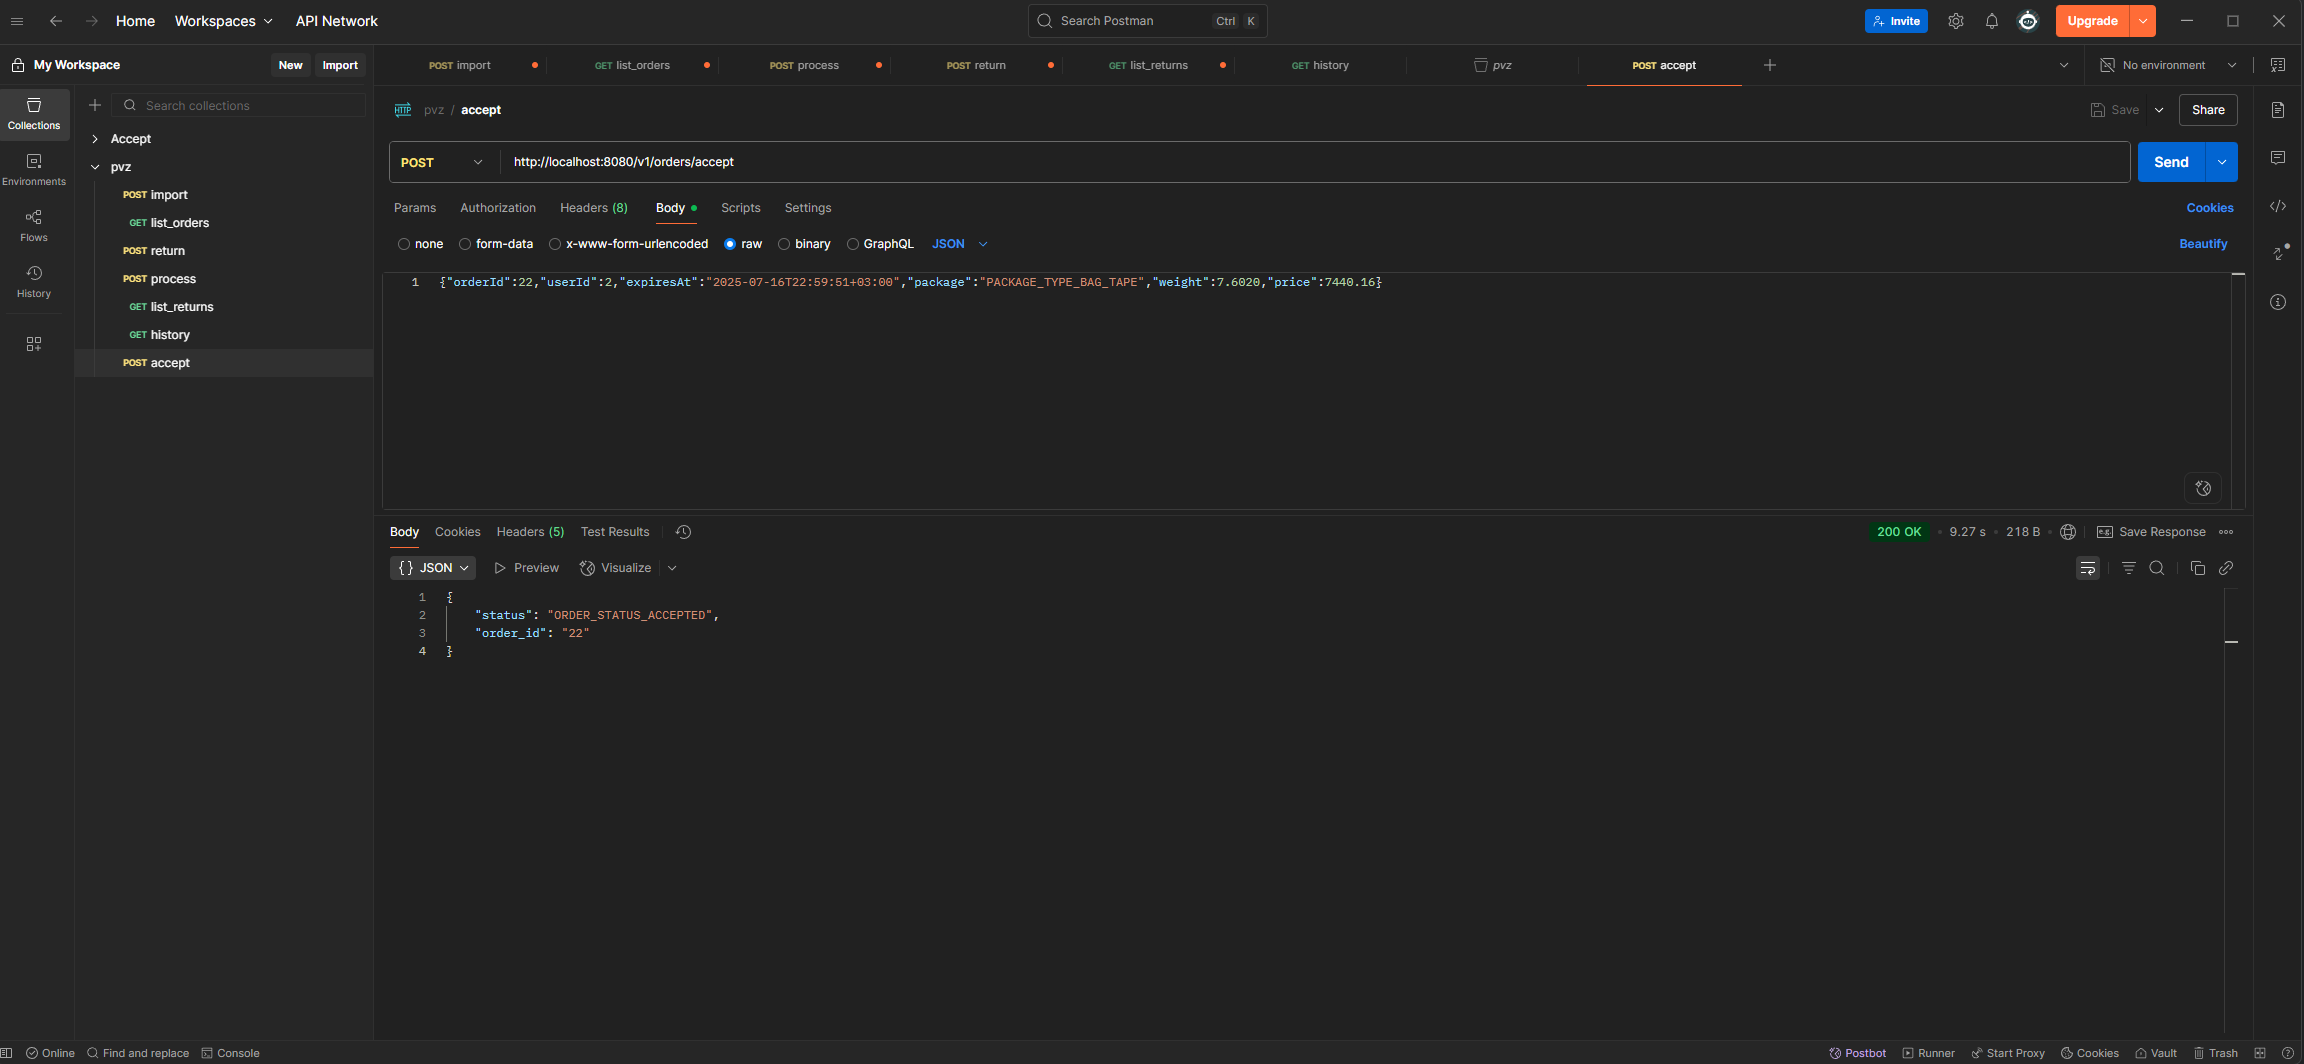 Home Workspaces API Network Search Postman Ctrl K Invite Upgrade
My Workspace New Import
POST import GET list_orders POST process POST return GET list_returns GET history pvz POST accept No environment
Collections
Environments
Flows
History
Search collections
Accept
pvz
POST import
GET list_orders
POST return
POST process
GET list_returns
GET history
POST accept
HTTP pvz / accept Save Share
POST http://localhost:8080/v1/orders/accept Send
Params Authorization Headers (8) Body Scripts Settings Cookies
none form-data x-www-form-urlencoded raw binary GraphQL JSON Beautify
1 {"orderId":22,"userId":2,"expiresAt":"2025-07-16T22:59:51+03:00","package":"PACKAGE_TYPE_BAG_TAPE","weight":7.6020,"price":7440.16}
Body Cookies Headers (5) Test Results 200 OK • 9.27 s • 218 B • e.g. Save Response
{} JSON Preview Visualize
1 {
2 "status": "ORDER_STATUS_ACCEPTED",
3 "order_id": "22"
4 }
Online Find and replace Console Postbot Runner Start Proxy Cookies Vault Trash